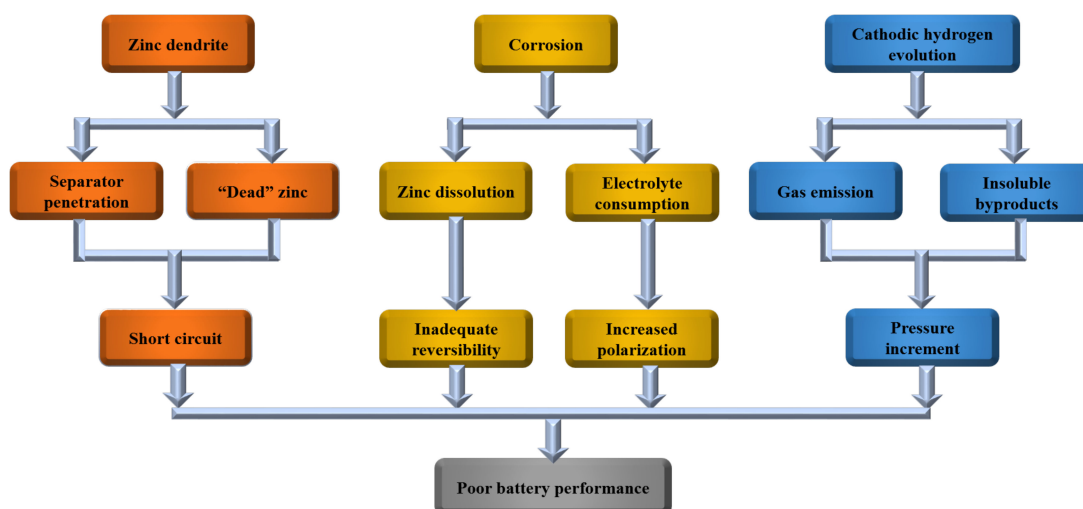 Zinc dendrite
Corrosion
Cathodic hydrogen
evolution
Separator
penetration
“Dead” zinc
Zinc dissolution
Electrolyte
consumption
Gas emission
Insoluble
byproducts
Short circuit
Inadequate
reversibility
Increased
polarization
Pressure
increment
Poor battery performance